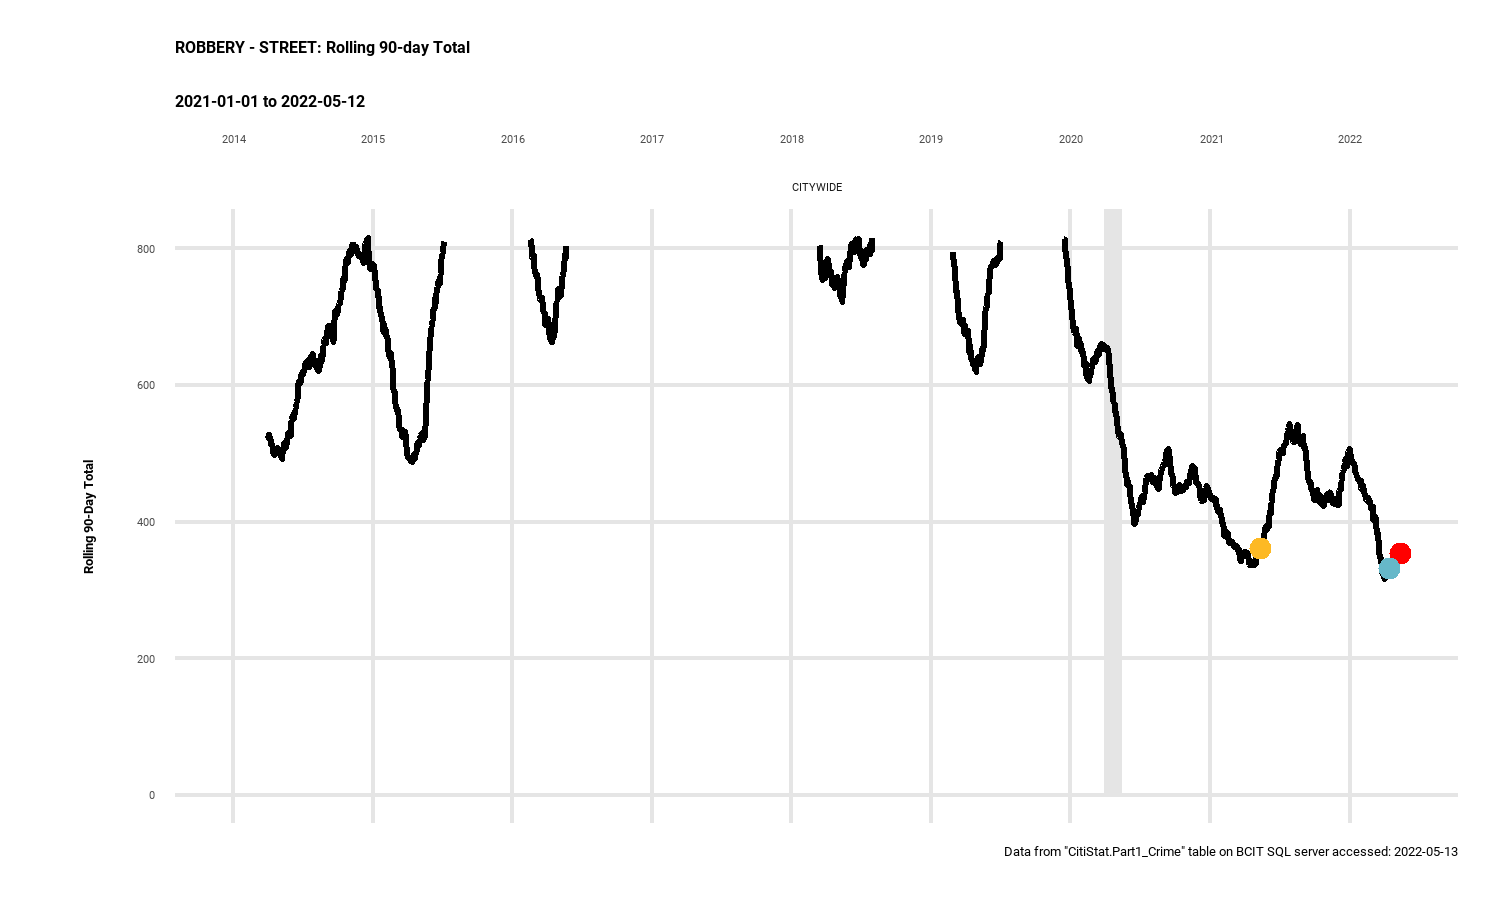 ROBBERY - STREET: Rolling 90-day Total
2021-01-01 to 2022-05-12
2014 2015 2016 2017 2018 2019 2020 2021 2022
CITYWIDE
800
600
400
200
0
Rolling 90-Day Total
Data from "CitiStat.Part1_Crime" table on BCIT SQL server accessed: 2022-05-13